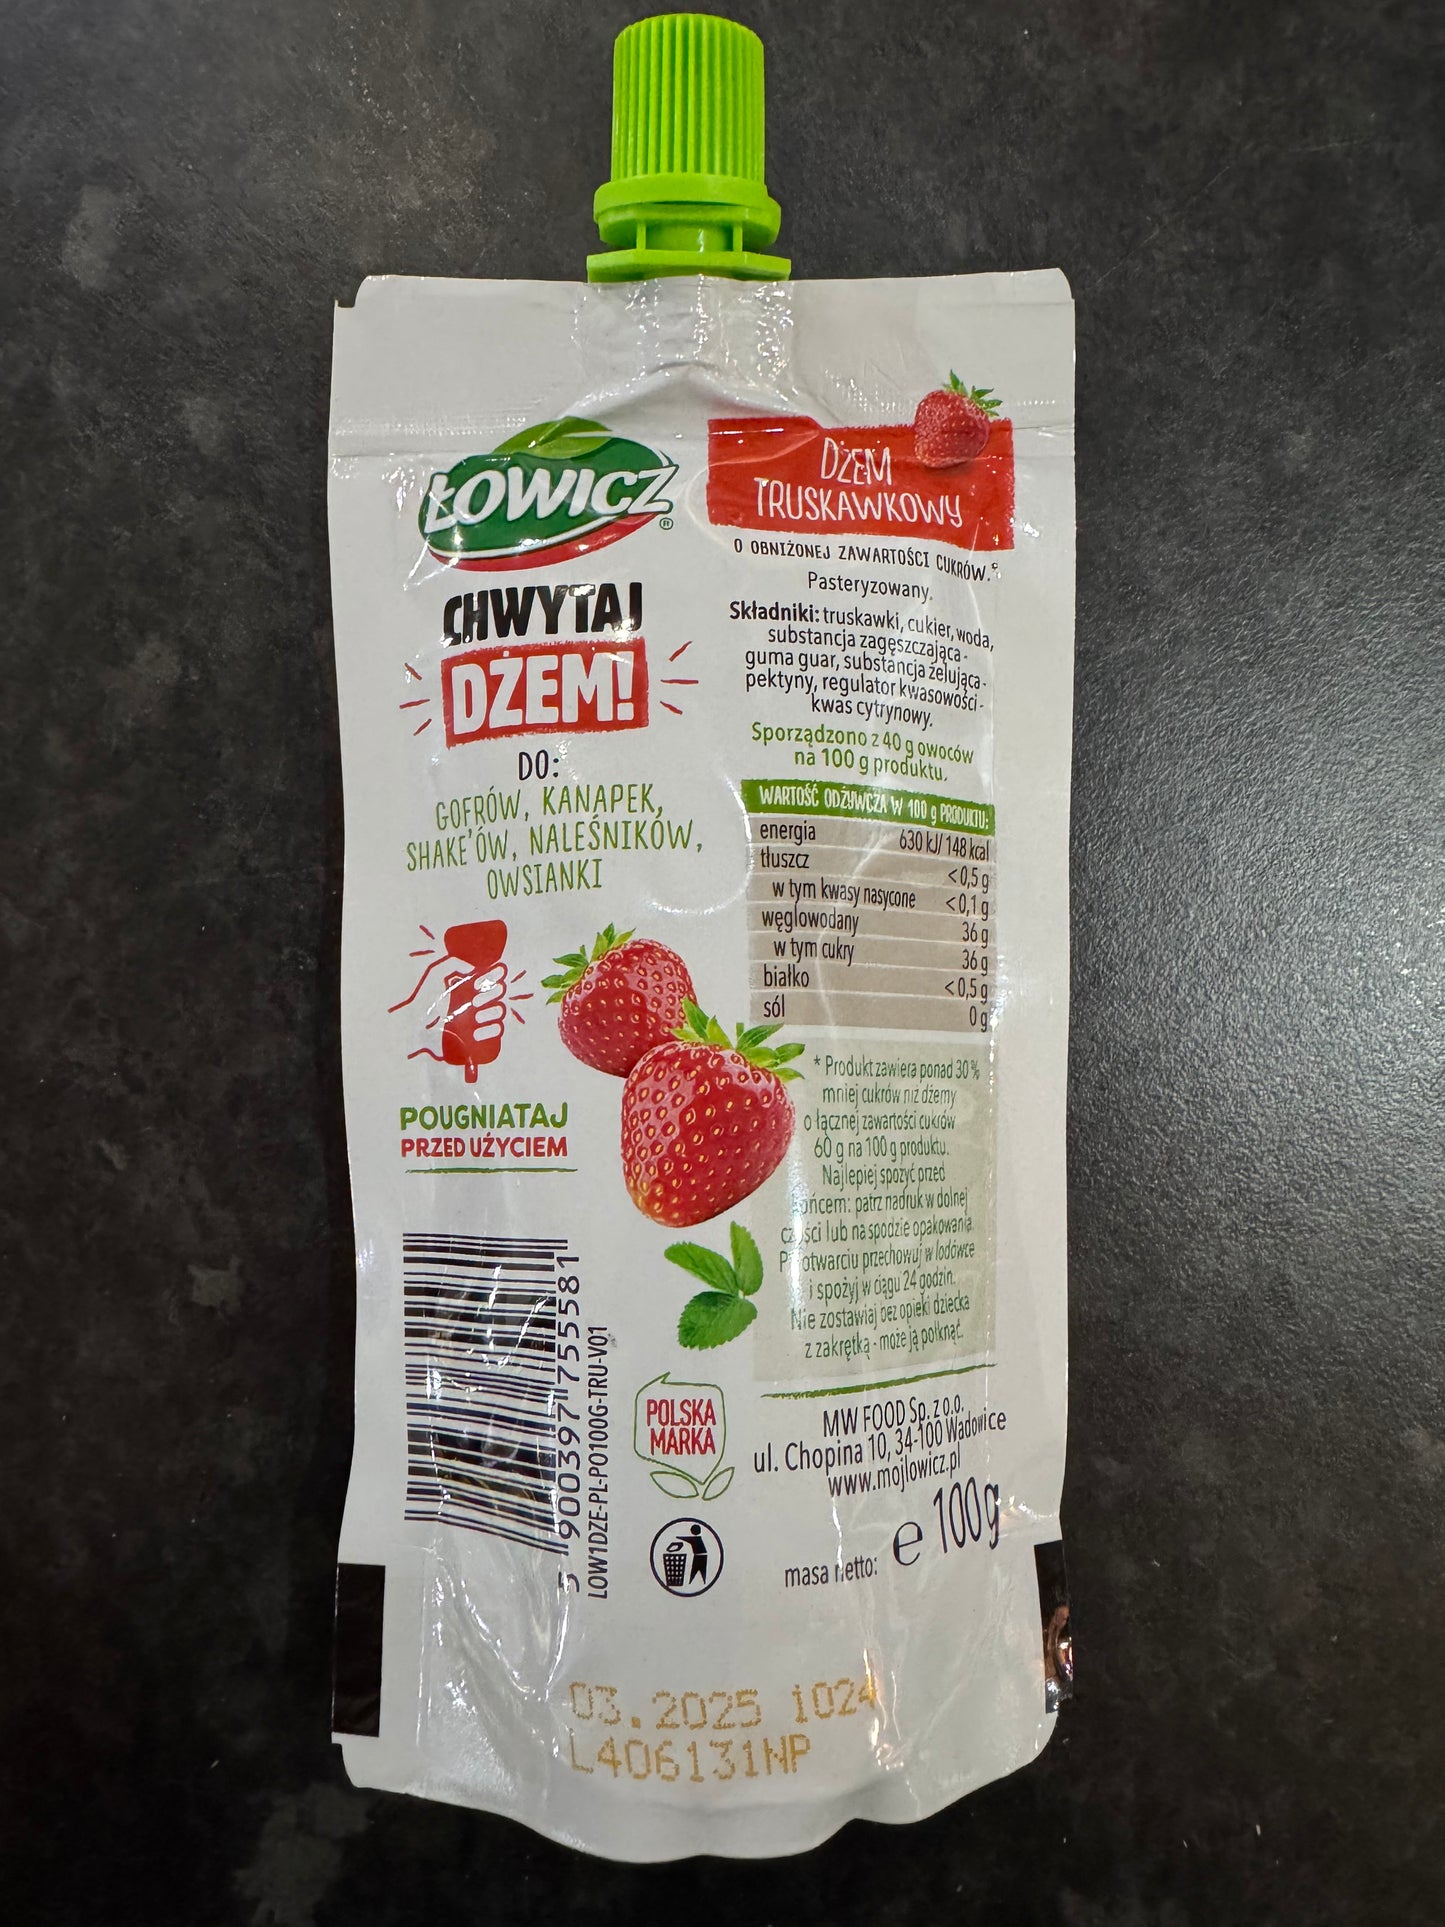 ŁOWICZ®
CHWYTAJ
DŻEM!
DO:
GOFRÓW, KANAPEK,
SHAKE'ÓW, NALEŚNIKÓW,
OWSIANKI
POUGNIATAJ
PRZED UŻYCIEM
5 900397 755581
LOW1DZE-PL-PO100G-TRU-V01
DŻEM
TRUSKAWKOWY
O OBNIŻONEJ ZAWARTOŚCI CUKRÓW.*
Pasteryzowany.
Składniki: truskawki, cukier, woda,
substancja zagęszczająca -
guma guar, substancja żelująca -
pektyny, regulator kwasowości -
kwas cytrynowy.
Sporządzono z 40 g owoców
na 100 g produktu.
WARTOŚĆ ODŻYWCZA W 100 g PRODUKTU:
energia 630 kJ/ 148 kcal
tłuszcz <0,5 g
w tym kwasy nasycone <0,1 g
węglowodany 36 g
w tym cukry 36 g
białko <0,5 g
sól 0 g
* Produkt zawiera ponad 30%
mniej cukrów niż dżemy
o łącznej zawartości cukrów
60 g na 100 g produktu.
Najlepiej spożyć przed
końcem: patrz nadruk w dolnej
części lub na spodzie opakowania.
Po otwarciu przechowuj w lodówce
i spożyj w ciągu 24 godzin.
Nie zostawiaj bez opieki dziecka
z zakrętką - może ją połknąć.
POLSKA
MARKA
MW FOOD Sp. z o.o.
ul. Chopina 10, 34-100 Wadowice
www.mojlowicz.pl
masa netto: e 100g
03.2025 1024
L406131NP